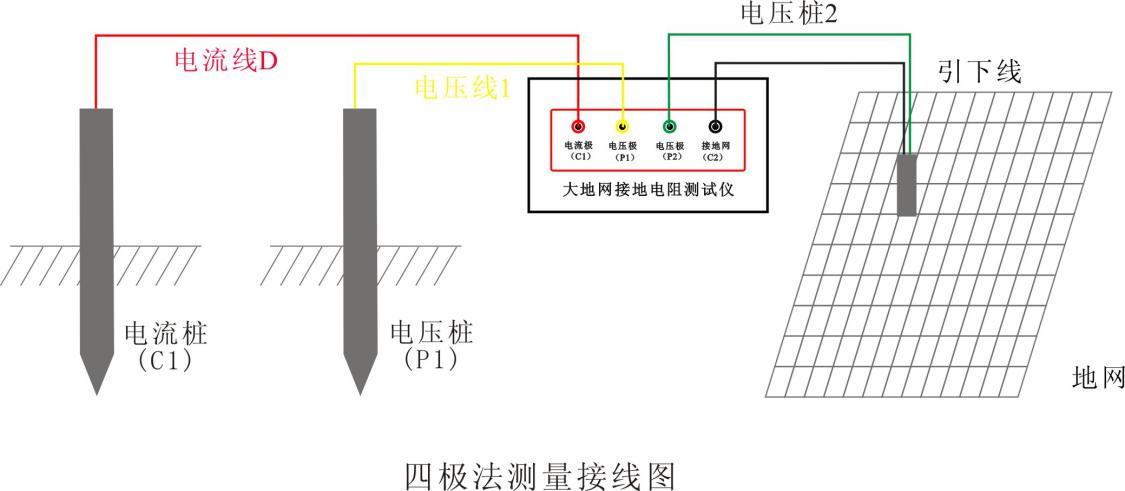 电压桩2
电流线D
电压线1
引下线
电流极 电压极 电压极 接地网
(C1) (P1) (P2) (C2)
大地网接地电阻测试仪
电流桩
(C1)
电压桩
(P1)
地网
四极法测量接线图